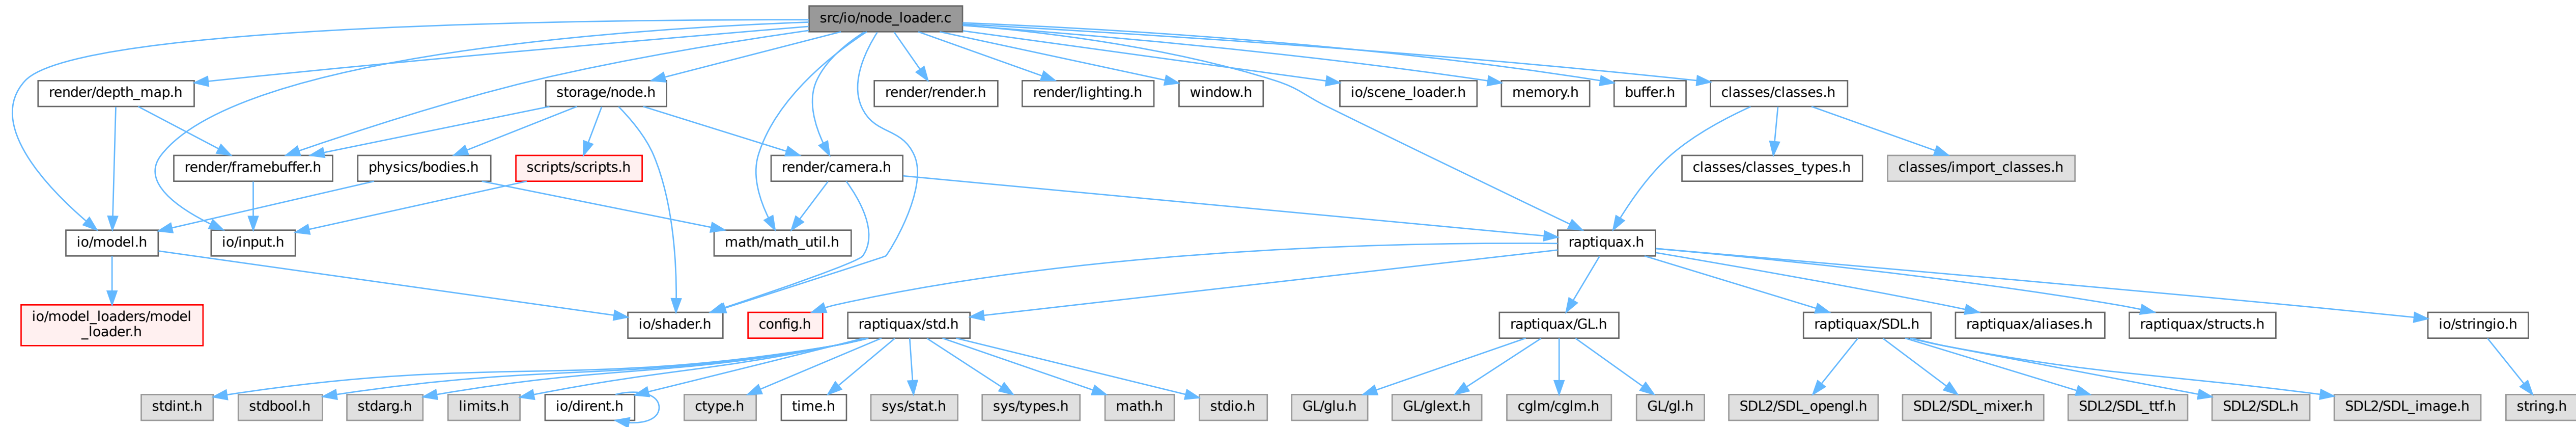 src/io/node_loader.c
render/depth_map.h
storage/node.h
render/render.h
render/lighting.h
window.h
io/scene_loader.h
memory.h
buffer.h
classes/classes.h
render/framebuffer.h
physics/bodies.h
scripts/scripts.h
render/camera.h
classes/classes_types.h
classes/import_classes.h
io/model.h
io/input.h
math/math_util.h
raptiquax.h
io/model_loaders/model
_loader.h
io/shader.h
config.h
raptiquax/std.h
raptiquax/GL.h
raptiquax/SDL.h
raptiquax/aliases.h
raptiquax/structs.h
io/stringio.h
stdint.h
stdbool.h
stdarg.h
limits.h
io/dirent.h
ctype.h
time.h
sys/stat.h
sys/types.h
math.h
stdio.h
GL/glu.h
GL/glext.h
cglm/cglm.h
GL/gl.h
SDL2/SDL_opengl.h
SDL2/SDL_mixer.h
SDL2/SDL_ttf.h
SDL2/SDL.h
SDL2/SDL_image.h
string.h